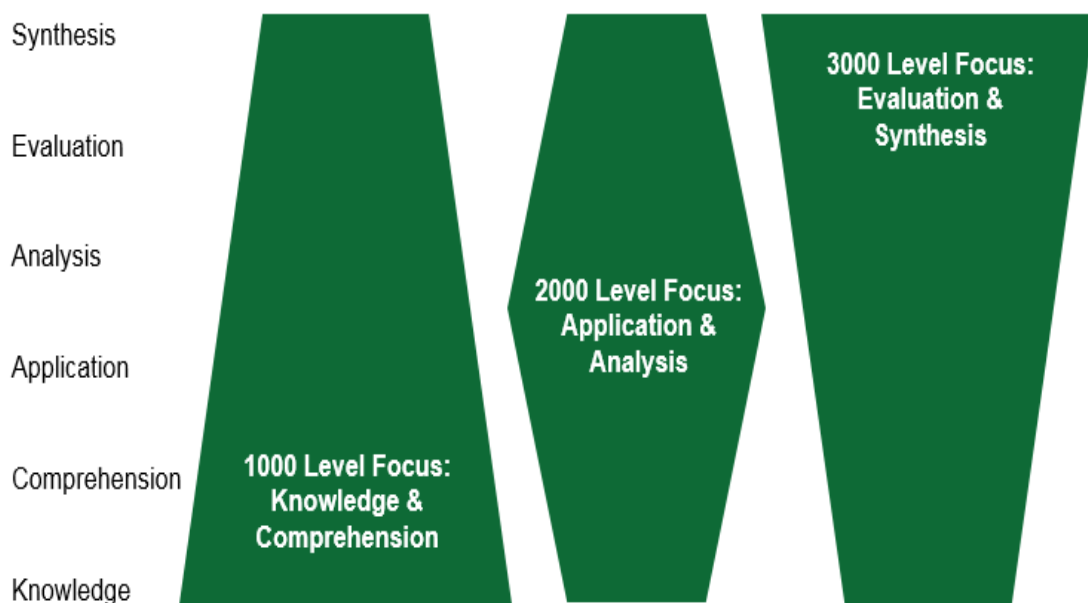 Synthesis
Evaluation
Analysis
Application
Comprehension
Knowledge
1000 Level Focus:
Knowledge &
Comprehension
2000 Level Focus:
Application &
Analysis
3000 Level Focus:
Evaluation &
Synthesis